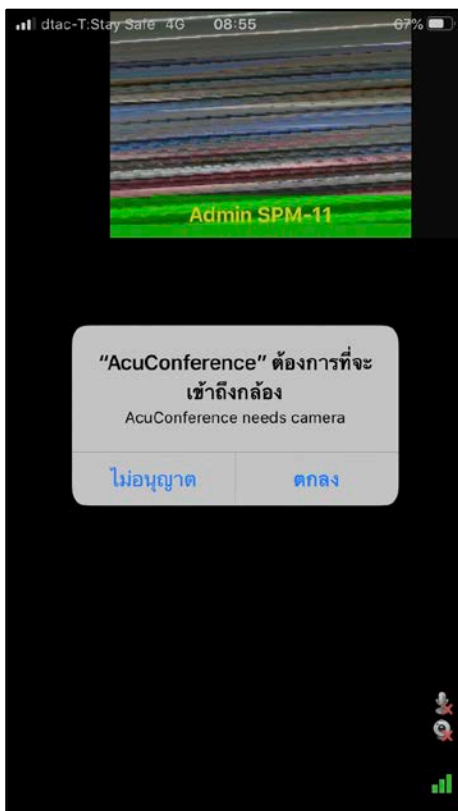 dtac-T:Stay Safe 4G 08:55 67%
Admin SPM-11
“AcuConference” ต้องการที่จะ
เข้าถึงกล้อง
AcuConference needs camera
ไม่อนุญาต ตกลง